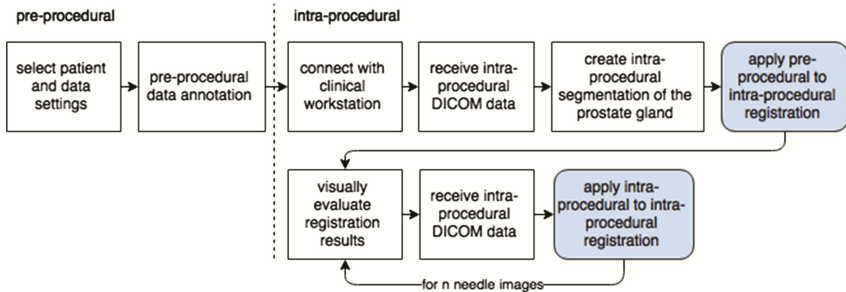 pre-procedural
intra-procedural
select patient
and data
settings
pre-procedural
data annotation
connect with
clinical
workstation
receive intra-
procedural
DICOM data
create intra-
procedural
segmentation of the
prostate gland
apply pre-
procedural to
intra-procedural
registration
visually
evaluate
registration
results
receive intra-
procedural
DICOM data
apply intra-
procedural to intra-
procedural
registration
for n needle images